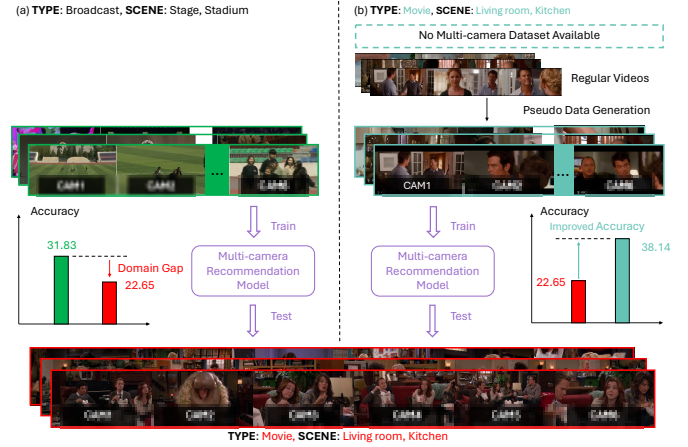 (a) TYPE: Broadcast, SCENE: Stage, Stadium
(b) TYPE: Movie, SCENE: Living room, Kitchen
No Multi-camera Dataset Available
Regular Videos
Pseudo Data Generation
...
CAM1
...
Accuracy
31.83
Domain Gap
22.65
Train
Multi-camera
Recommendation
Model
Test
Train
Multi-camera
Recommendation
Model
Test
Accuracy
Improved Accuracy
38.14
22.65
TYPE: Movie, SCENE: Living room, Kitchen